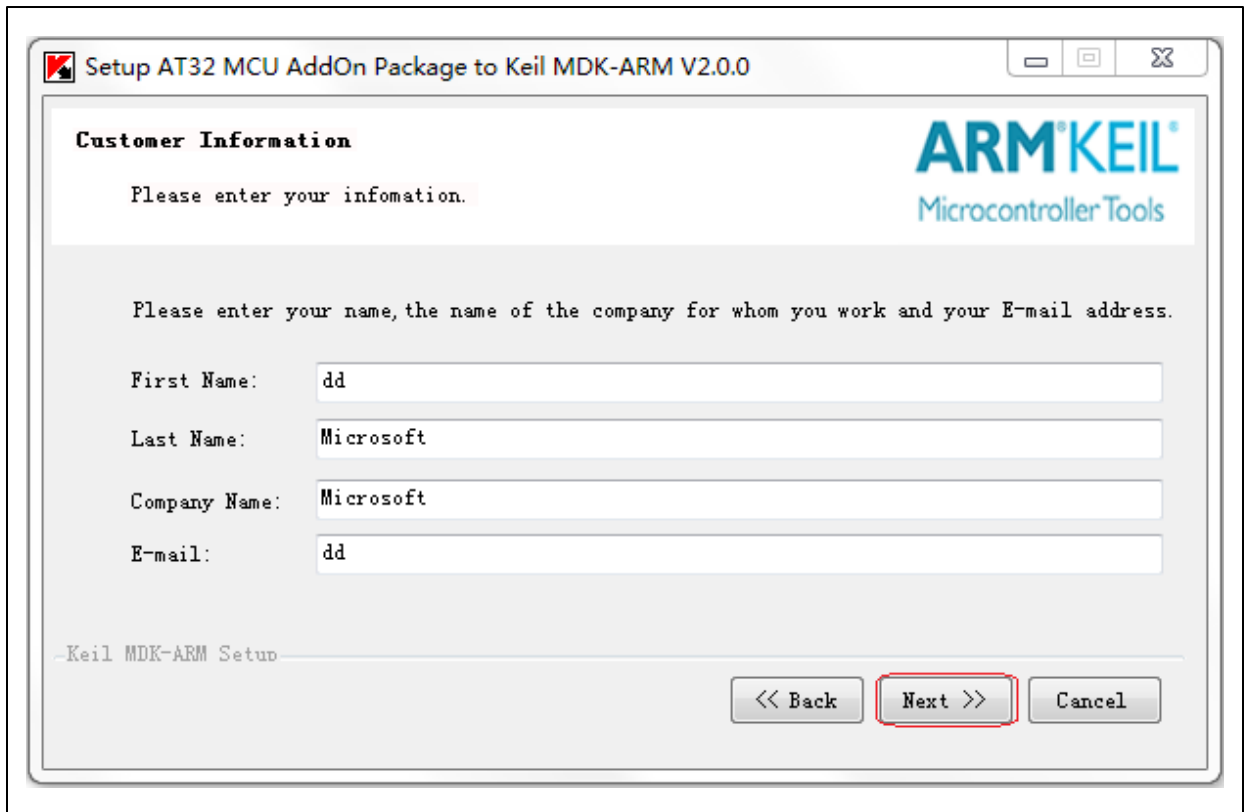 Setup AT32 MCU AddOn Package to Keil MDK-ARM V2.0.0
Customer Information
Please enter your infomation.
ARM®KEIL®
Microcontroller Tools
Please enter your name, the name of the company for whom you work and your E-mail address.
First Name: dd
Last Name: Microsoft
Company Name: Microsoft
E-mail: dd
Keil MDK-ARM Setup
<< Back Next >> Cancel